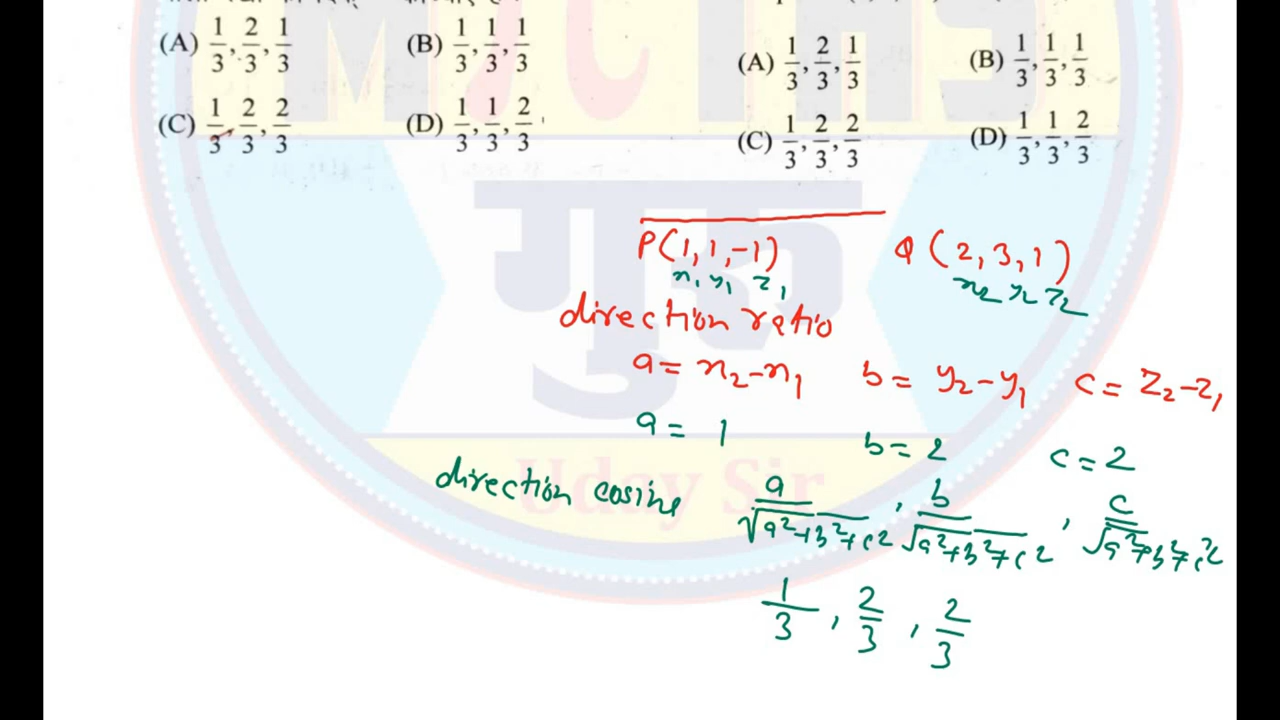 (A) 1/3, 2/3, 1/3 (B) 1/3, 1/3, 1/3
(C) 1/3, 2/3, 2/3 (D) 1/3, 1/3, 2/3
(A) 1/3, 2/3, 1/3 (B) 1/3, 1/3, 1/3
(C) 1/3, 2/3, 2/3 (D) 1/3, 1/3, 2/3
गुरू
Uday Sir
P(1, 1, -1) Q(2, 3, 1)
x₁ y₁ z₁ x₂ y₂ z₂
direction ratio
a = x₂-x₁ b = y₂-y₁ c = z₂-z₁
a = 1 b = 2 c = 2
direction cosine a/√a²+b²+c², b/√a²+b²+c², c/√a²+b²+c²
1/3, 2/3, 2/3